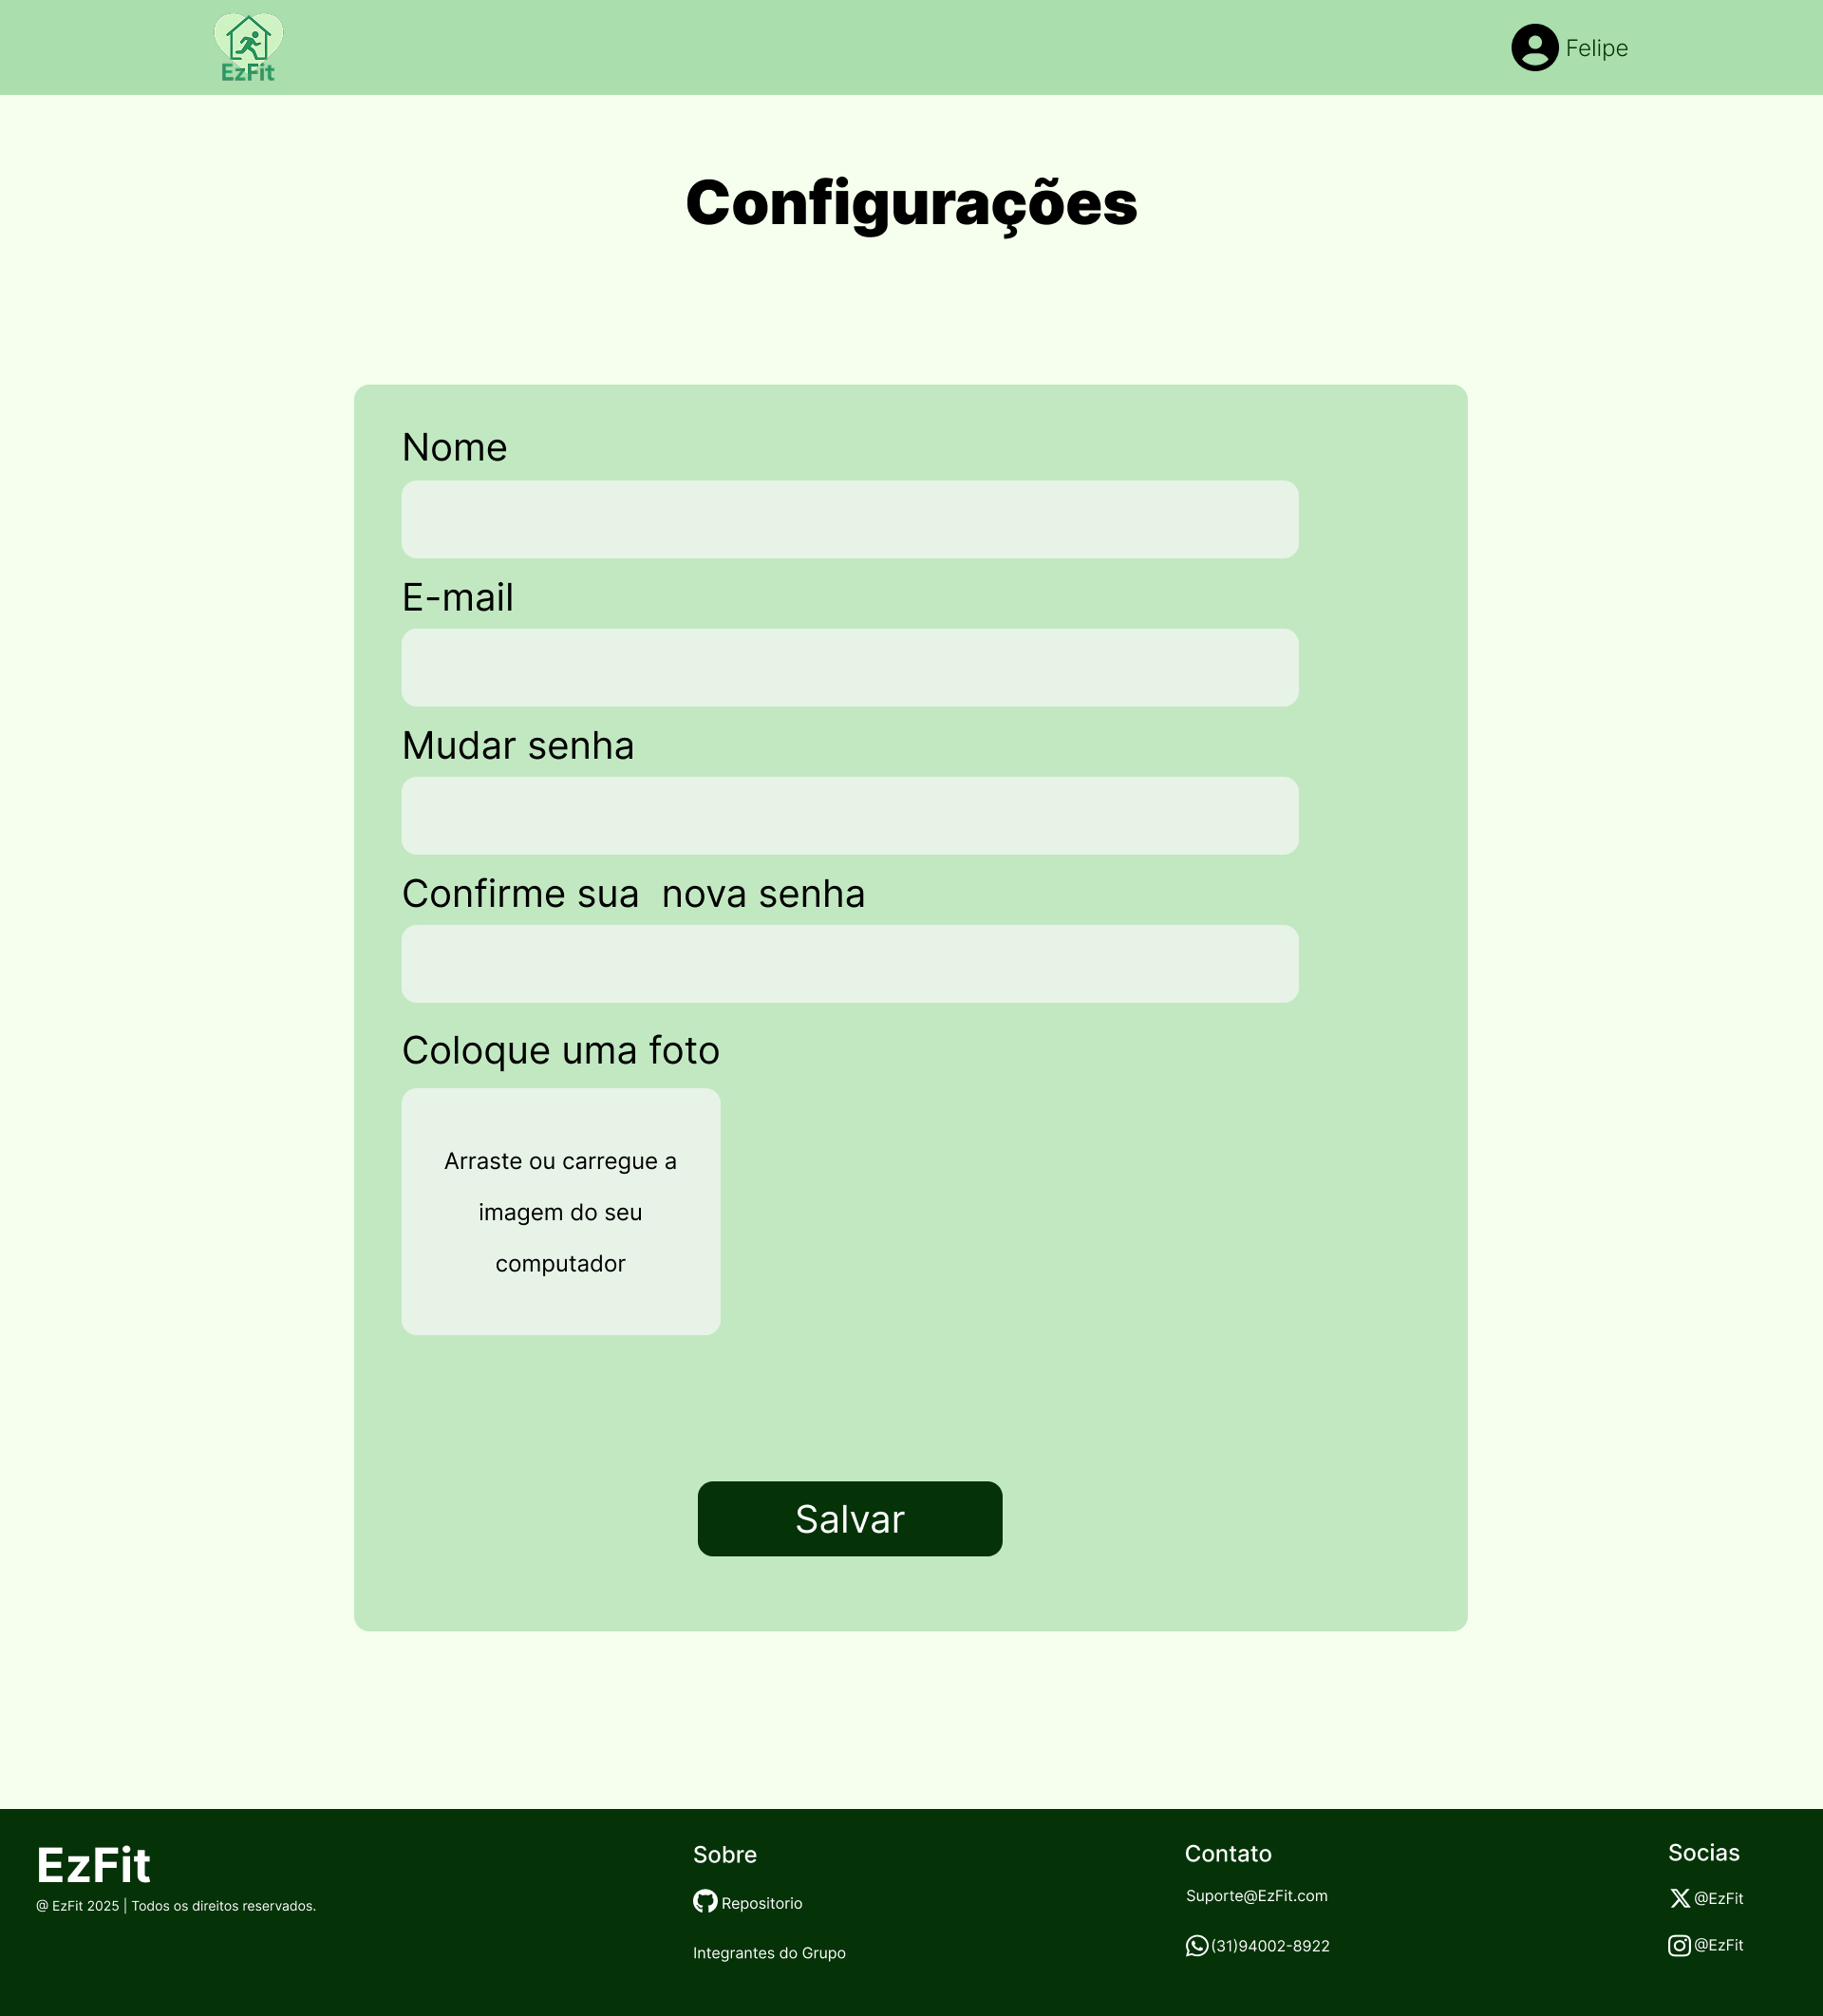 EzFit
Felipe
Configurações
Nome
E-mail
Mudar senha
Confirme sua  nova senha
Coloque uma foto
Arraste ou carregue a
imagem do seu
computador
Salvar
EzFit
@ EzFit 2025 | Todos os direitos reservados.
Sobre
Repositorio
Integrantes do Grupo
Contato
Suporte@EzFit.com
(31)94002-8922
Socias
@EzFit
@EzFit